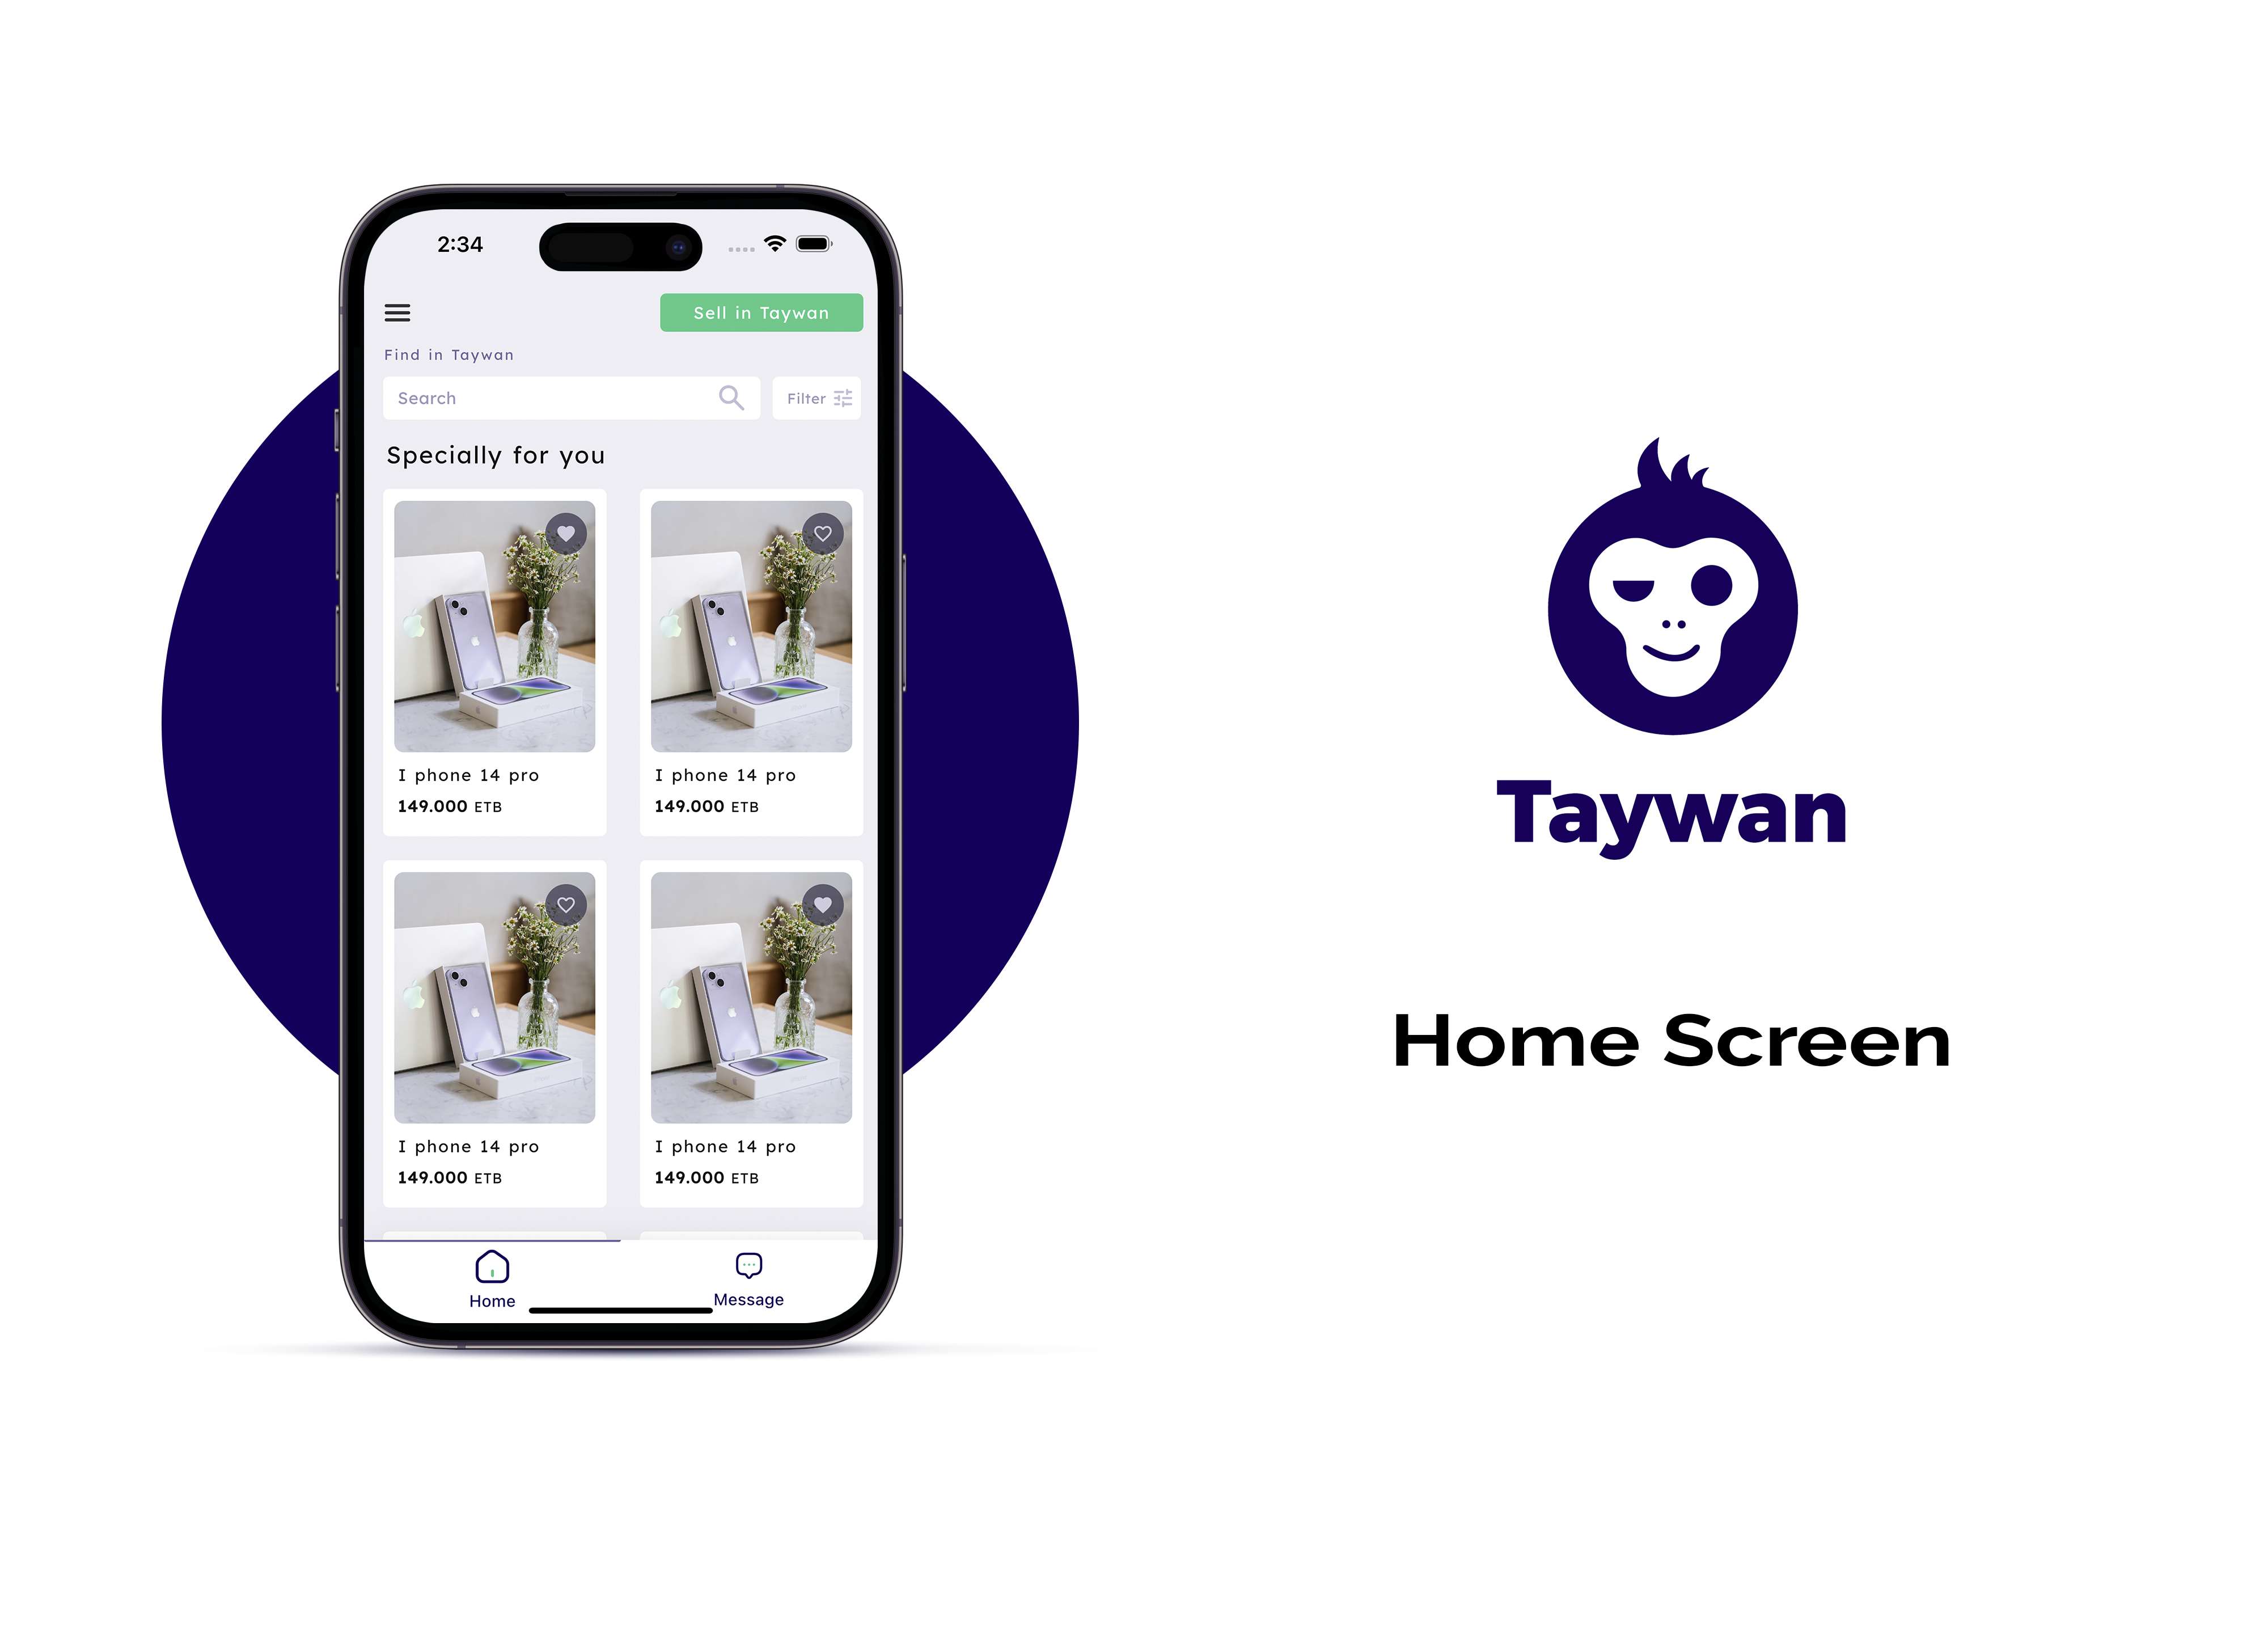 2:34
Sell in Taywan
Find in Taywan
Search
Filter
Specially for you
I phone 14 pro
149.000 ETB
I phone 14 pro
149.000 ETB
I phone 14 pro
149.000 ETB
I phone 14 pro
149.000 ETB
Home
Message
Taywan
Home Screen